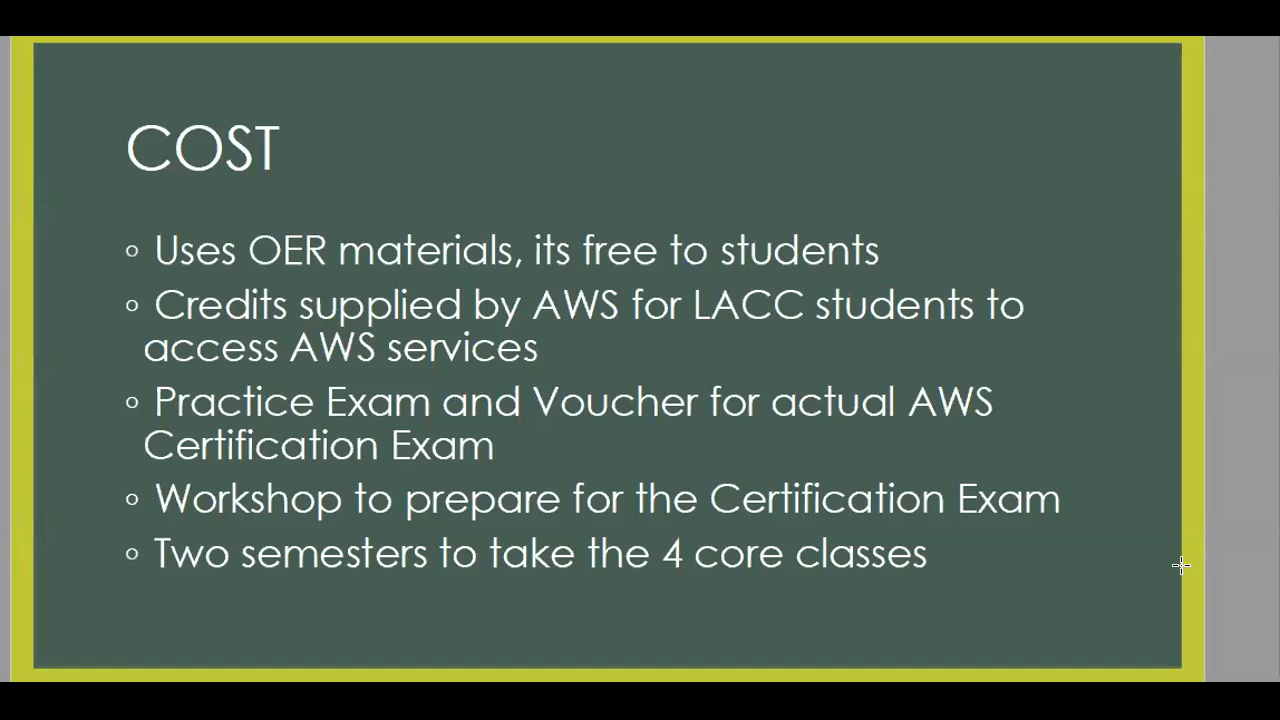 COST
◦ Uses OER materials, its free to students
◦ Credits supplied by AWS for LACC students to
access AWS services
◦ Practice Exam and Voucher for actual AWS
Certification Exam
◦ Workshop to prepare for the Certification Exam
◦ Two semesters to take the 4 core classes